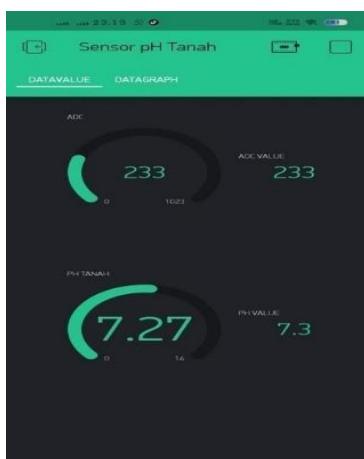 23.19
Sensor pH Tanah
DATAVALUE DATAGRAPH
ADC
233
0 1023
ADC VALUE
233
PH TANAH
7.27
0 14
PH VALUE
7.3